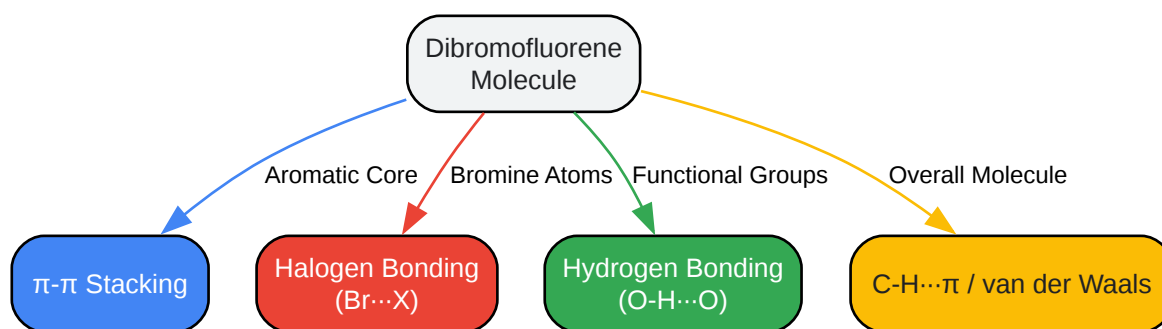 Dibromofluorene
Molecule
Aromatic Core
Bromine Atoms
Functional Groups
Overall Molecule
π-π Stacking
Halogen Bonding
(Br···X)
Hydrogen Bonding
(O-H···O)
C-H···π / van der Waals